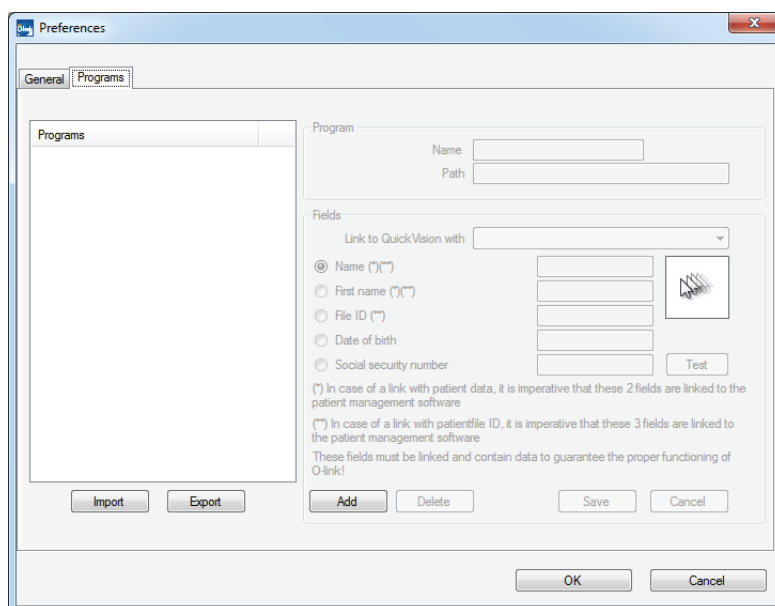 Preferences
General
Programs
Programs
Program
Name
Path
Fields
Link to QuickVision with
Name (*)(**)
First name (*)(**)
File ID (**)
Date of birth
Social security number
Test
(*) In case of a link with patient data, it is imperative that these 2 fields are linked to the
patient management software
(**) In case of a link with patientfile ID, it is imperative that these 3 fields are linked to
the patient management software
These fields must be linked and contain data to guarantee the proper functioning of
O-link!
Import
Export
Add
Delete
Save
Cancel
OK
Cancel